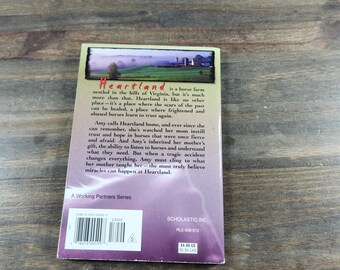 Heartland is a horse farm
nestled in the hills of Virginia, but it's much
more than that. Heartland is like no other
place—it's a place where the scars of the past
can be healed, a place where frightened and
abused horses learn to trust again.
Amy calls Heartland home, and ever since she
can remember, she's watched her mom instill
trust and hope in horses that were once fierce
and afraid. And Amy's inherited her mother's
gift, the ability to listen to horses and understand
what they need. But when a tragic accident
changes everything, Amy must cling to what
her mother taught her—she must truly believe
miracles can happen at Heartland.
A Working Partners Series
SCHOLASTIC INC.